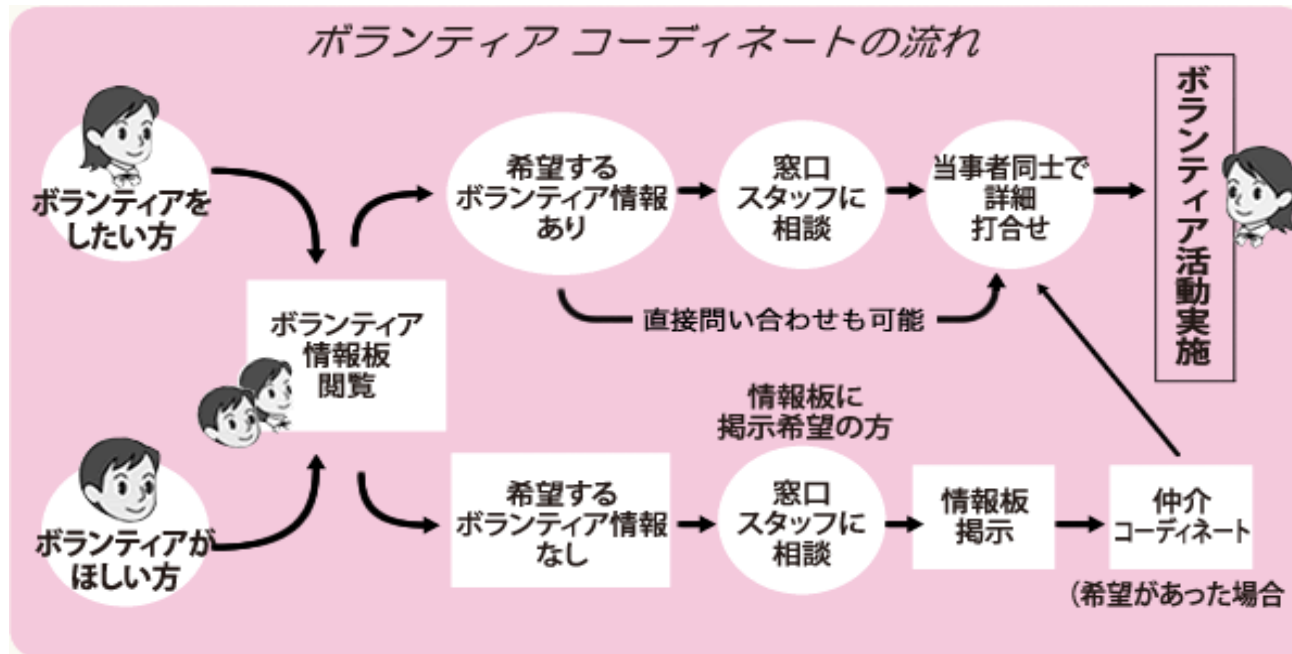 ボランティア コーディネートの流れ
ボランティアを
したい方
ボランティアが
ほしい方
ボランティア
情報板
閲覧
希望する
ボランティア情報
あり
窓口
スタッフに
相談
当事者同士で
詳細
打合せ
ボランティア活動実施
直接問い合わせも可能
希望する
ボランティア情報
なし
情報板に
掲示希望の方
窓口
スタッフに
相談
情報板
掲示
仲介
コーディネート
(希望があった場合